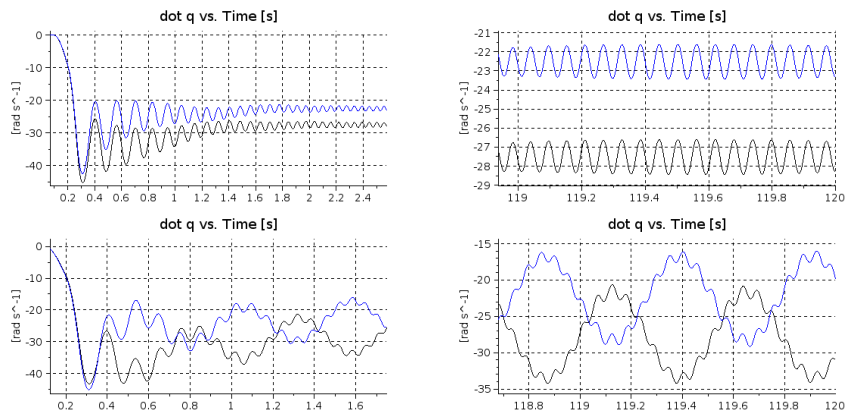 dot q vs. Time [s]
dot q vs. Time [s]
0
-10
-20
-30
-40
[rad s^-1]
0.2 0.4 0.6 0.8 1 1.2 1.4 1.6 1.8 2 2.2 2.4
-21
-22
-23
-24
-25
-26
-27
-28
-29
[rad s^-1]
119 119.2 119.4 119.6 119.8 120
dot q vs. Time [s]
dot q vs. Time [s]
0
-10
-20
-30
-40
[rad s^-1]
0.2 0.4 0.6 0.8 1 1.2 1.4 1.6
-15
-20
-25
-30
-35
[rad s^-1]
118.8 119 119.2 119.4 119.6 119.8 120